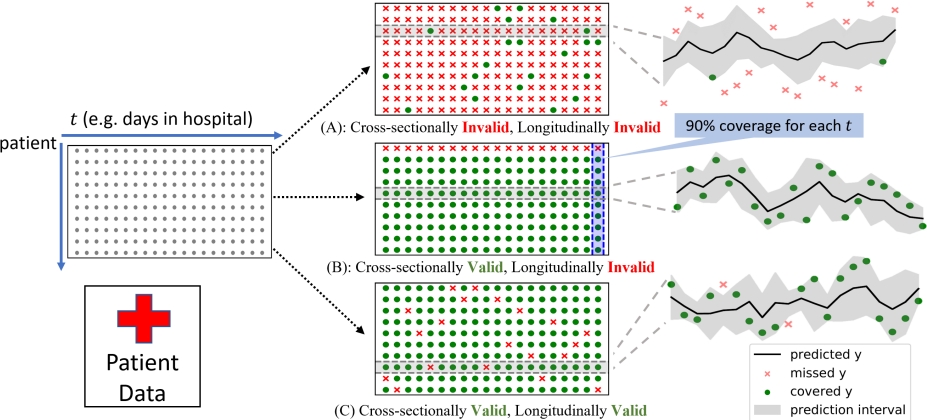 t (e.g. days in hospital)
patient
Patient
Data
(A): Cross-sectionally Invalid, Longitudinally Invalid
90% coverage for each t
(B): Cross-sectionally Valid, Longitudinally Invalid
(C) Cross-sectionally Valid, Longitudinally Valid
predicted y
missed y
covered y
prediction interval